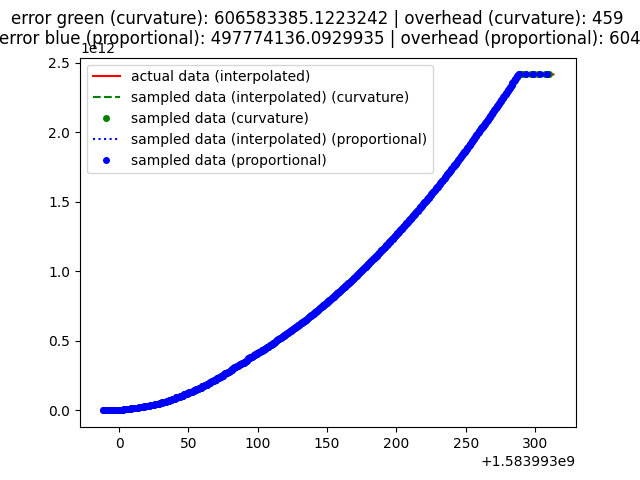 error green (curvature): 606583385.1223242 | overhead (curvature): 459
error blue (proportional): 497774136.0929935 | overhead (proportional): 604
1e12
actual data (interpolated)
sampled data (interpolated) (curvature)
sampled data (curvature)
sampled data (interpolated) (proportional)
sampled data (proportional)
2.5
2.0
1.5
1.0
0.5
0.0
0 50 100 150 200 250 300
+1.583993e9